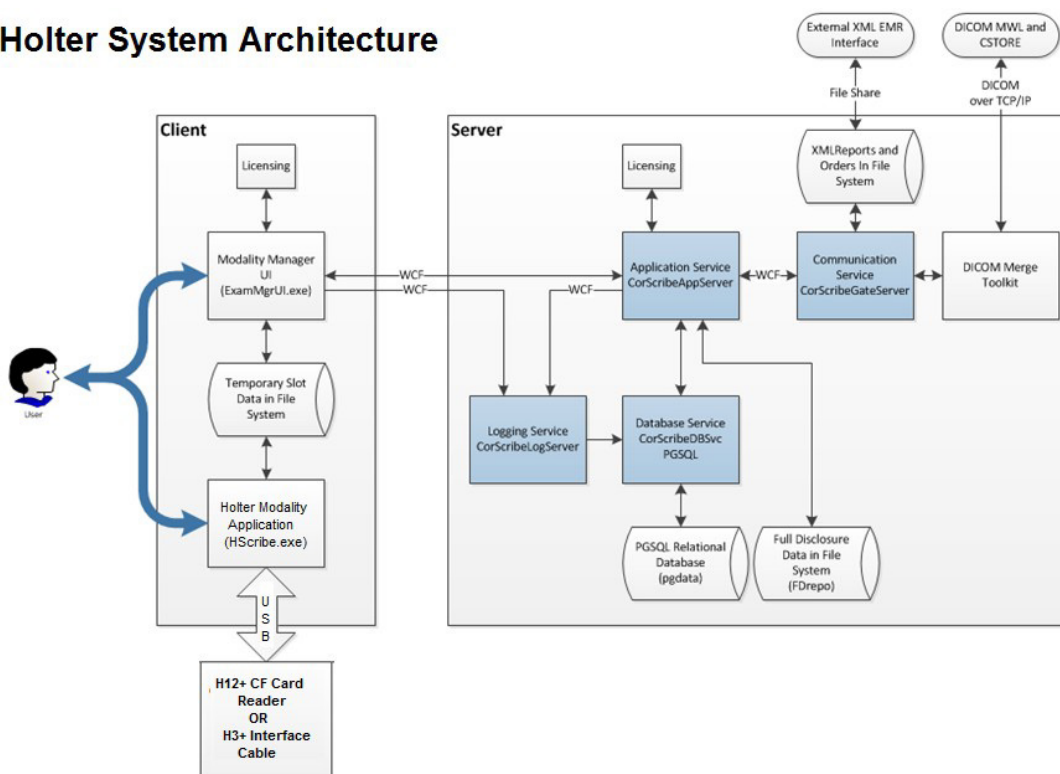 Holter System Architecture
External XML EMR
Interface
DICOM MWL and
CSTORE
File Share
DICOM
over TCP/IP
Client
Server
Licensing
Licensing
XMLReports and
Orders In File
System
Modality Manager
UI
(ExamMgrUI.exe)
WCF
WCF
WCF
Application Service
CorScribeAppServer
WCF
Communication
Service
CorScribeGateServer
DICOM Merge
Toolkit
User
Temporary Slot
Data in File
System
Logging Service
CorScribeLogServer
Database Service
CorScribeDBSvc
PGSQL
Holter Modality
Application
(HScribe.exe)
PGSQL Relational
Database
(pgdata)
Full Disclosure
Data in File
System
(FDrepo)
U
S
B
H12+ CF Card
Reader
OR
H3+ Interface
Cable